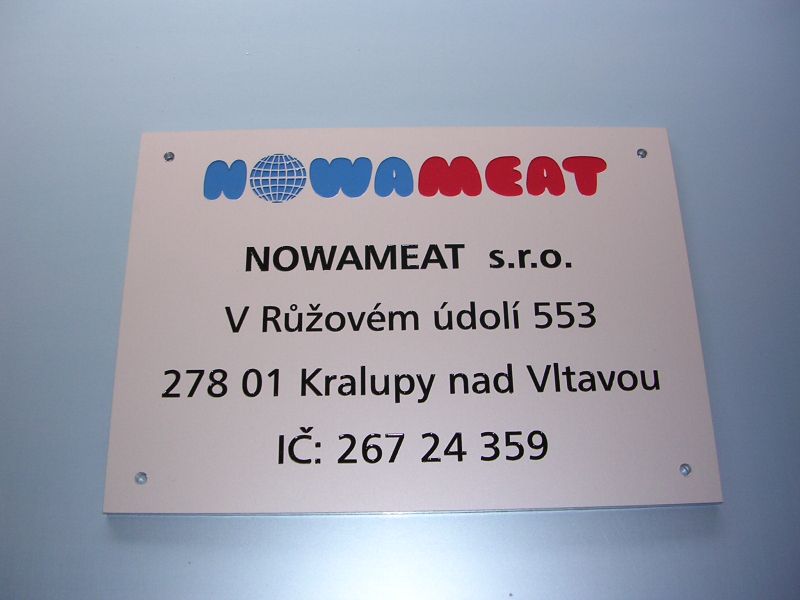 NOWAMEAT
NOWAMEAT s.r.o.
V Růžovém údolí 553
278 01 Kralupy nad Vltavou
IČ: 267 24 359